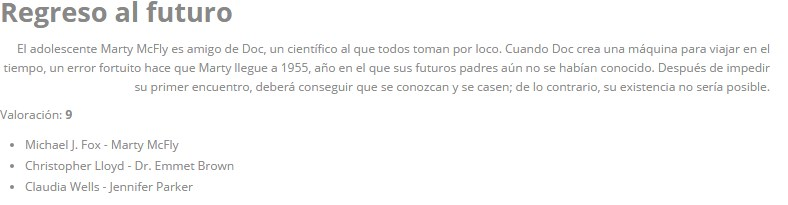 Regreso al futuro
El adolescente Marty McFly es amigo de Doc, un científico al que todos toman por loco. Cuando Doc crea una máquina para viajar en el
tiempo, un error fortuito hace que Marty llegue a 1955, año en el que sus futuros padres aún no se habían conocido. Después de impedir
su primer encuentro, deberá conseguir que se conozcan y se casen; de lo contrario, su existencia no sería posible.
Valoración: 9
• Michael J. Fox - Marty McFly
• Christopher Lloyd - Dr. Emmet Brown
• Claudia Wells - Jennifer Parker